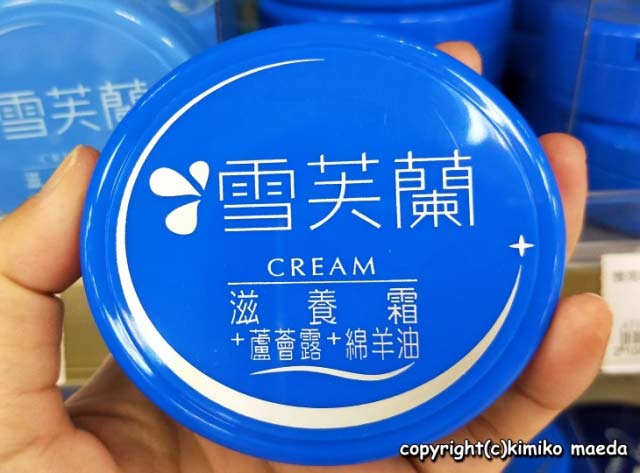 雪芙蘭
CREAM
滋養霜
+蘆薈露+綿羊油
雪芙蘭
copyright(c)kimiko maeda